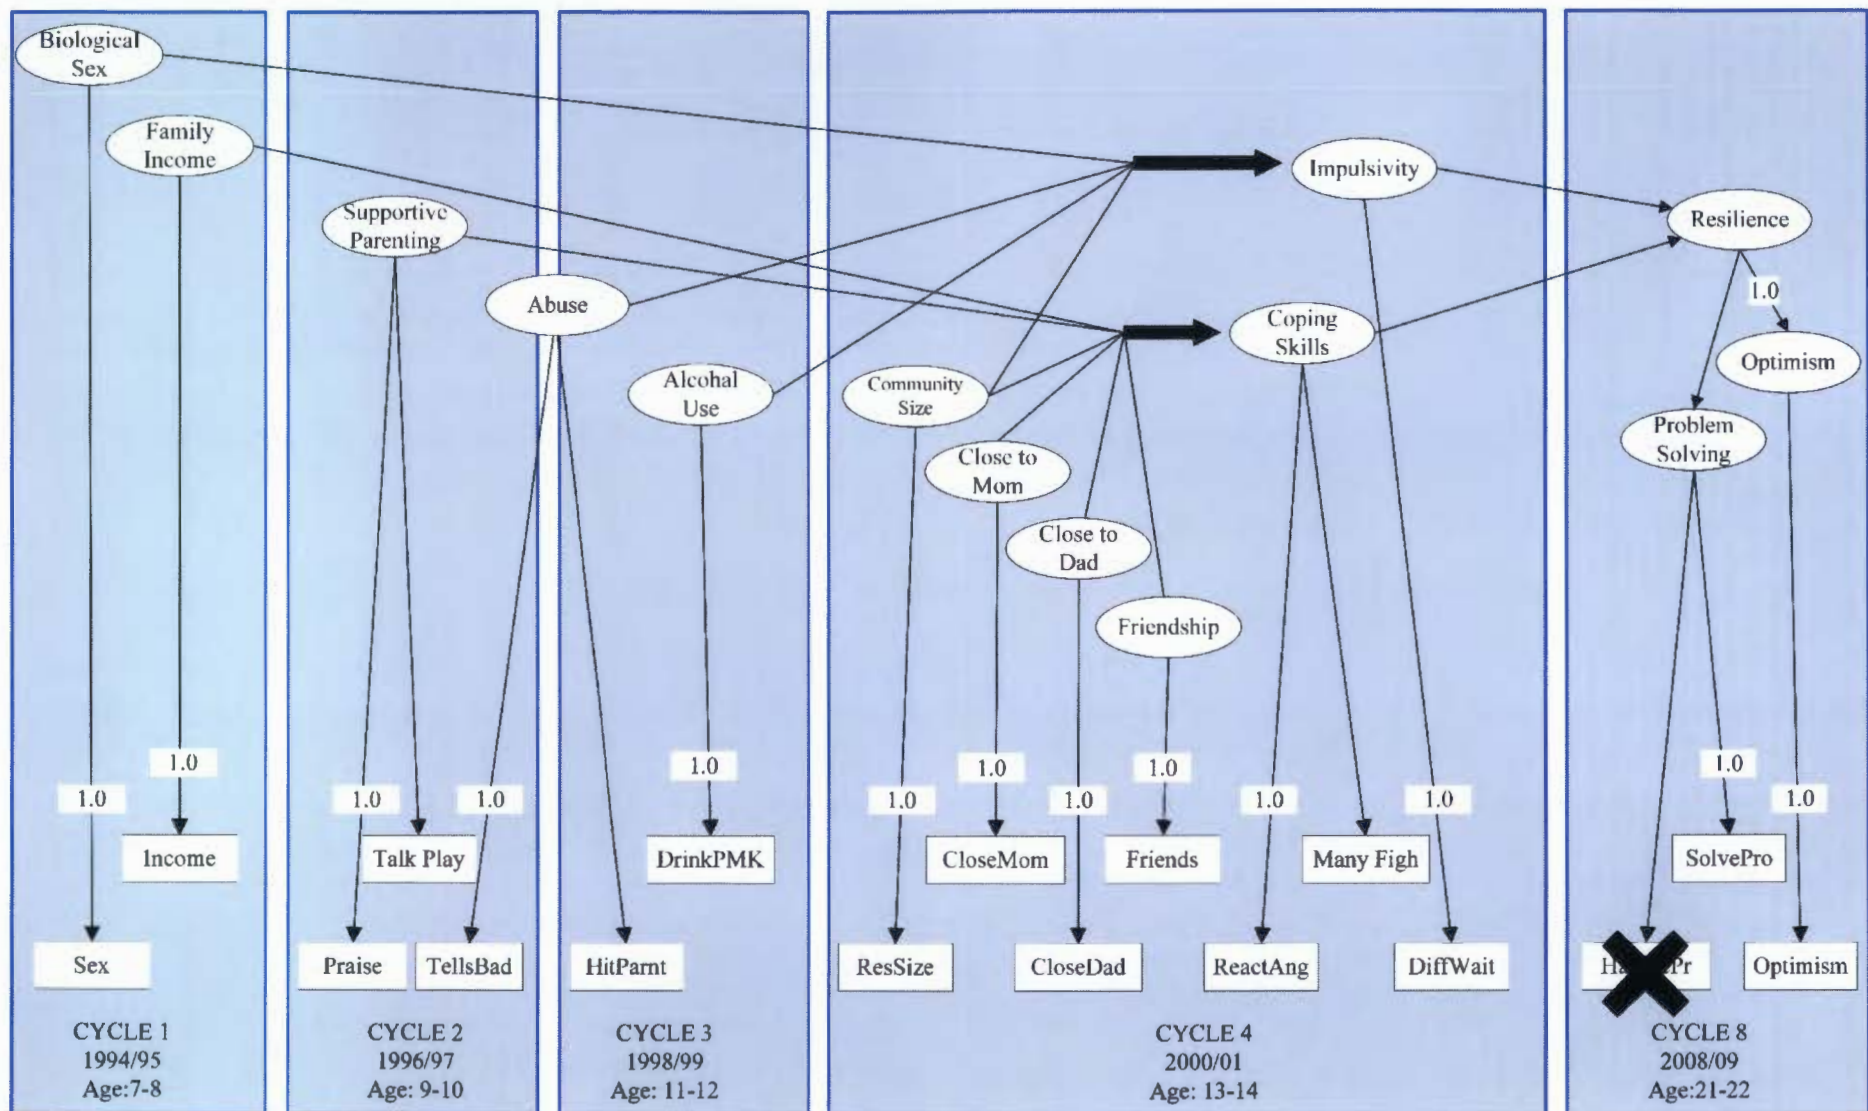 Biological
Sex
Family
Income
Supportive
Parenting
Abuse
Alcohal
Use
Community
Size
Close to
Mom
Close to
Dad
Friendship
Impulsivity
Coping
Skills
Resilience
1.0
Optimism
Problem
Solving
1.0
1.0
1.0
1.0
1.0
1.0
1.0
1.0
1.0
1.0
1.0
1.0
1.0
Income
Talk Play
DrinkPMK
CloseMom
Friends
Many Figh
SolvePro
Sex
Praise
TellsBad
HitParnt
ResSize
CloseDad
ReactAng
DiffWait
Optimism
CYCLE 1
1994/95
Age:7-8
CYCLE 2
1996/97
Age: 9-10
CYCLE 3
1998/99
Age: 11-12
CYCLE 4
2000/01
Age: 13-14
CYCLE 8
2008/09
Age:21-22